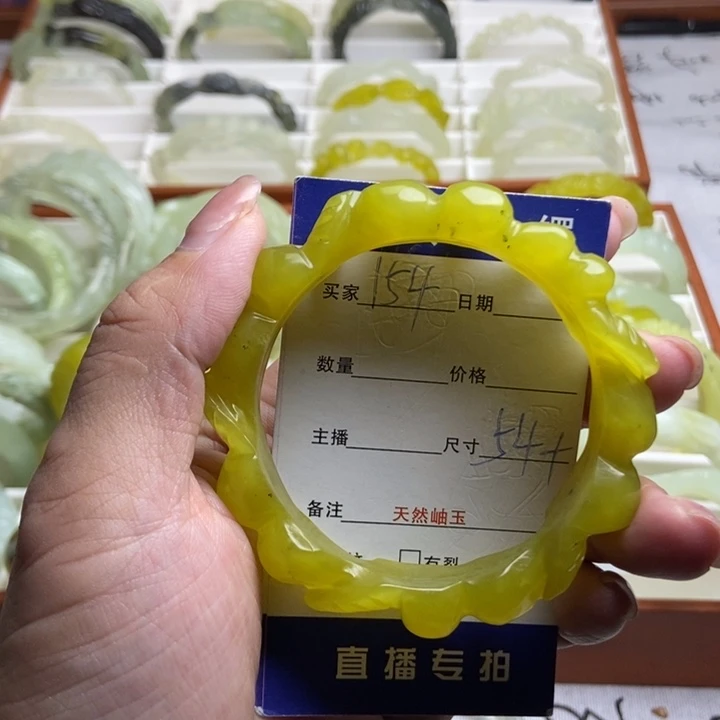 买家 154 日期
数量 价格
主播 尺寸 54+
备注 天然岫玉
有裂
直播专拍